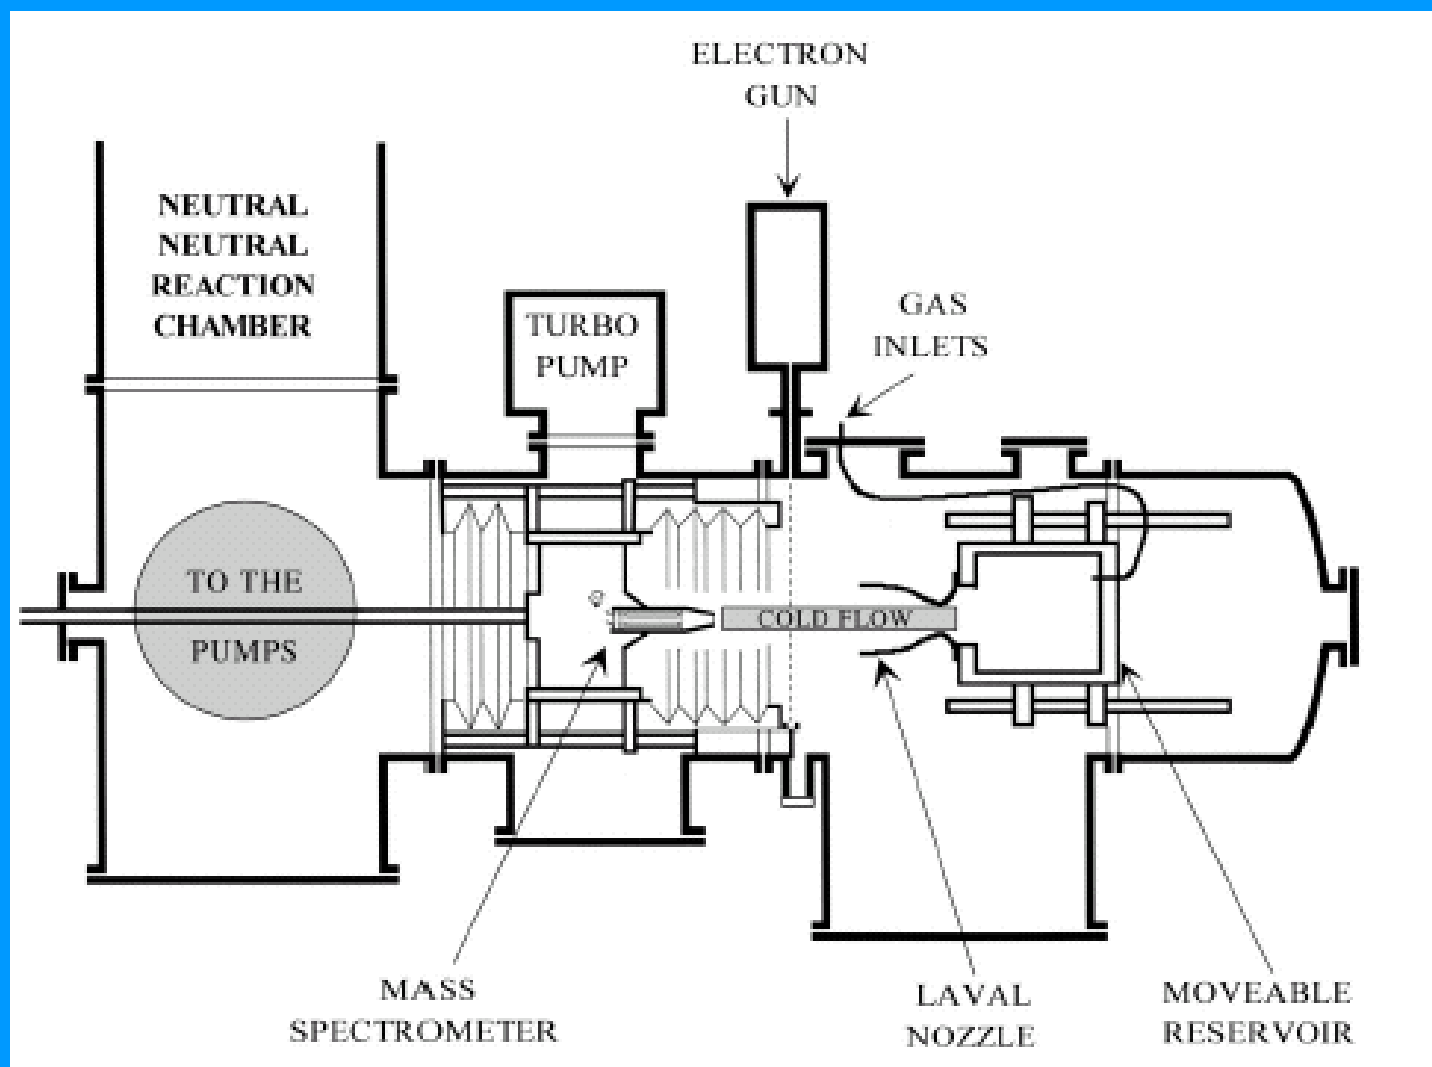 ELECTRON
GUN
NEUTRAL
NEUTRAL
REACTION
CHAMBER
TURBO
PUMP
GAS
INLETS
TO THE
PUMPS
COLD FLOW
MASS
SPECTROMETER
LAVAL
NOZZLE
MOVEABLE
RESERVOIR